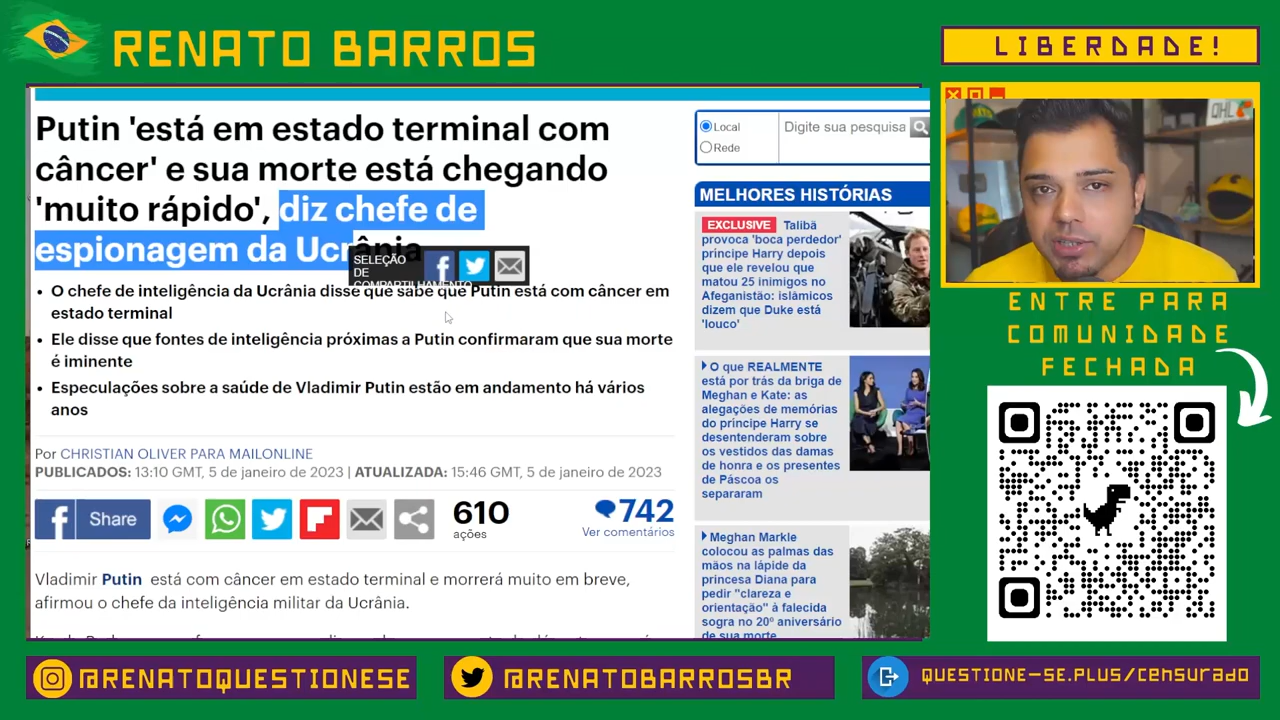 RENATO BARROS
LIBERDADE!
Putin 'está em estado terminal com
câncer' e sua morte está chegando
'muito rápido', diz chefe de
espionagem da Ucrânia
SELEÇÃO
DE
COMPARTILHAMENTO
O chefe de inteligência da Ucrânia disse que sabe que Putin está com câncer em
estado terminal
Ele disse que fontes de inteligência próximas a Putin confirmaram que sua morte
é iminente
Especulações sobre a saúde de Vladimir Putin estão em andamento há vários
anos
Por CHRISTIAN OLIVER PARA MAILONLINE
PUBLICADOS: 13:10 GMT, 5 de janeiro de 2023 | ATUALIZADA: 15:46 GMT, 5 de janeiro de 2023
Share
610
ações
742
Ver comentários
Vladimir Putin está com câncer em estado terminal e morrerá muito em breve,
afirmou o chefe da inteligência militar da Ucrânia.
Local
Rede
Digite sua pesquisa
MELHORES HISTÓRIAS
EXCLUSIVE Talibã
provoca 'boca perdedor'
príncipe Harry depois
que ele revelou que
matou 25 inimigos no
Afeganistão: islâmicos
dizem que Duke está
'louco'
O que REALMENTE
está por trás da briga de
Meghan e Kate: as
alegações de memórias
do príncipe Harry se
desentenderam sobre
os vestidos das damas
de honra e os presentes
de Páscoa os
separaram
Meghan Markle
colocou as palmas das
mãos na lápide da
princesa Diana para
pedir "clareza e
orientação" à falecida
sogra no 20º aniversário
de sua morte
QHL
ENTRE PARA
COMUNIDADE
FECHADA
@RENATOQUESTIONESE
@RENATOBARROSBR
QUESTIONE-SE.PLUS/censurado